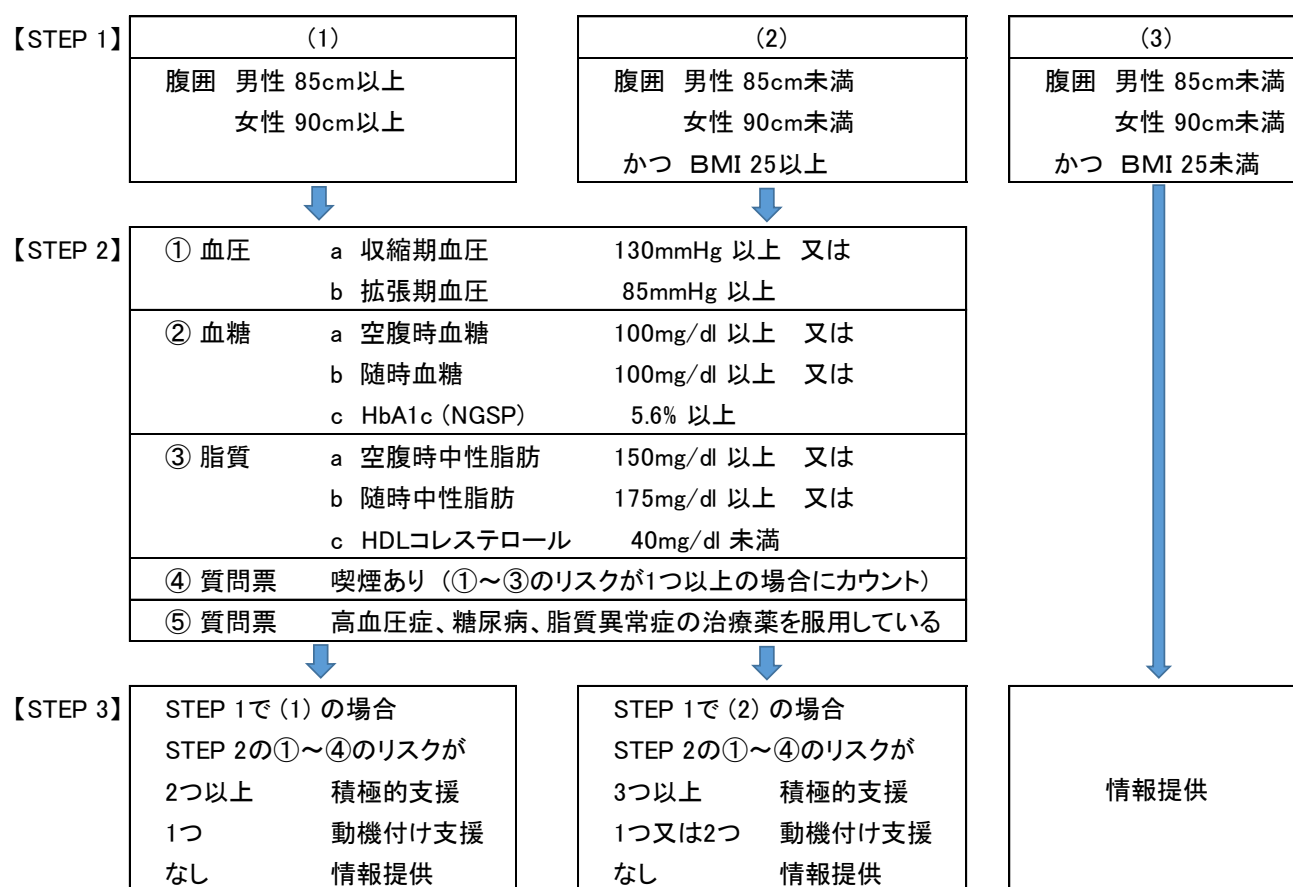 【STEP 1】 (1) (2) (3)
腹囲 男性 85cm以上 腹囲 男性 85cm未満 腹囲 男性 85cm未満
女性 90cm以上 女性 90cm未満 女性 90cm未満
かつ BMI 25以上 かつ BMI 25未満
【STEP 2】 ① 血圧 a 収縮期血圧 130mmHg 以上 又は
b 拡張期血圧 85mmHg 以上
② 血糖 a 空腹時血糖 100mg/dl 以上 又は
b 随時血糖 100mg/dl 以上 又は
c HbA1c (NGSP) 5.6% 以上
③ 脂質 a 空腹時中性脂肪 150mg/dl 以上 又は
b 随時中性脂肪 175mg/dl 以上 又は
c HDLコレステロール 40mg/dl 未満
④ 質問票 喫煙あり (①~③のリスクが1つ以上の場合にカウント)
⑤ 質問票 高血圧症、糖尿病、脂質異常症の治療薬を服用している
【STEP 3】 STEP 1で (1) の場合 STEP 1で (2) の場合
STEP 2の①~④のリスクが STEP 2の①~④のリスクが
2つ以上 積極的支援 3つ以上 積極的支援 情報提供
1つ 動機付け支援 1つ又は2つ 動機付け支援
なし 情報提供 なし 情報提供